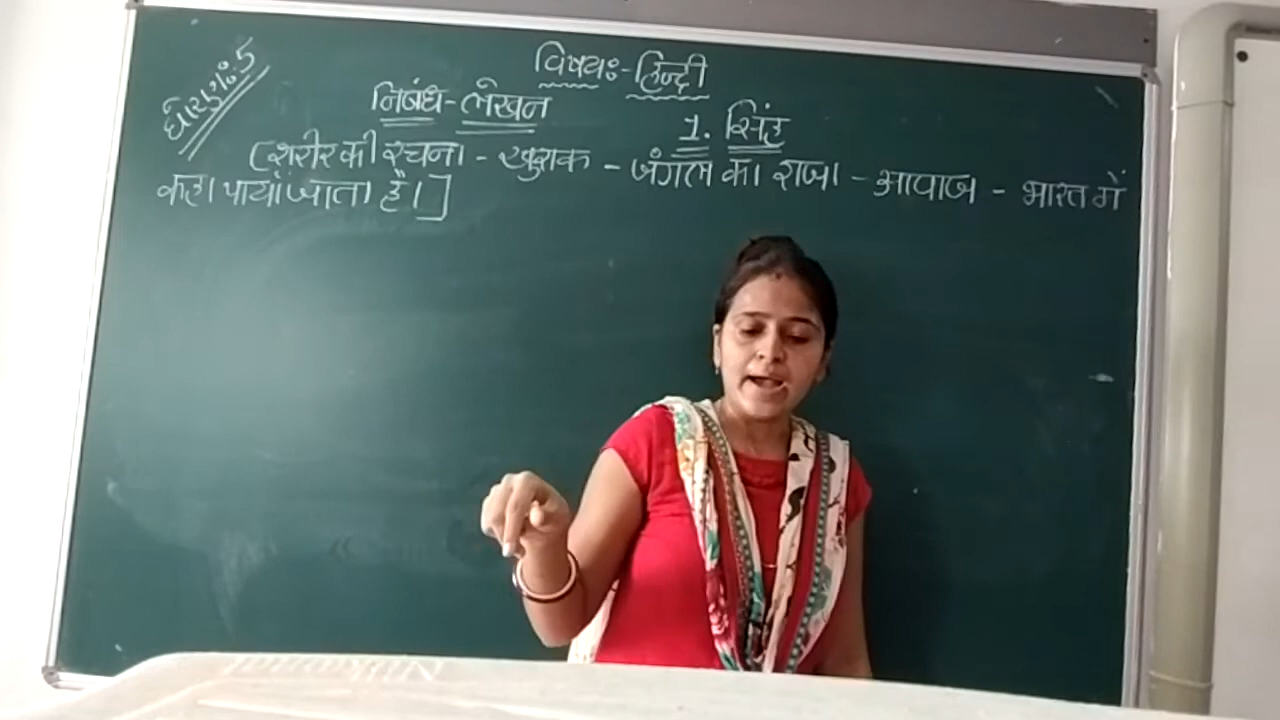 धोरण नं. 5
विषयः- हिन्दी
निबंध-लेखन
1. सिंह
(शरीर की रचना - खुराक - जंगल का राजा - आवाज - भारत में
कहा पायाँ जाता है।]